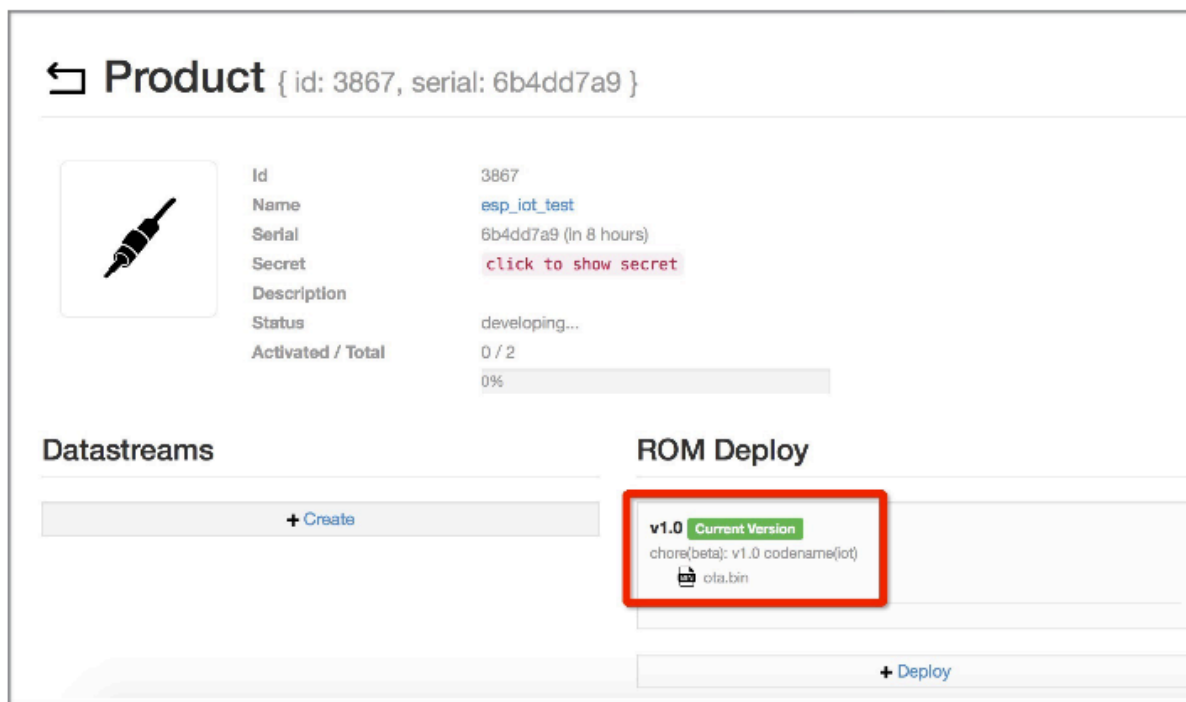 Product { id: 3867, serial: 6b4dd7a9 }
Id 3867
Name esp_iot_test
Serial 6b4dd7a9 (in 8 hours)
Secret click to show secret
Description
Status developing...
Activated / Total 0 / 2
0%
Datastreams
+ Create
ROM Deploy
v1.0 Current Version
chore(beta): v1.0 codename(iot)
ota.bin
+ Deploy